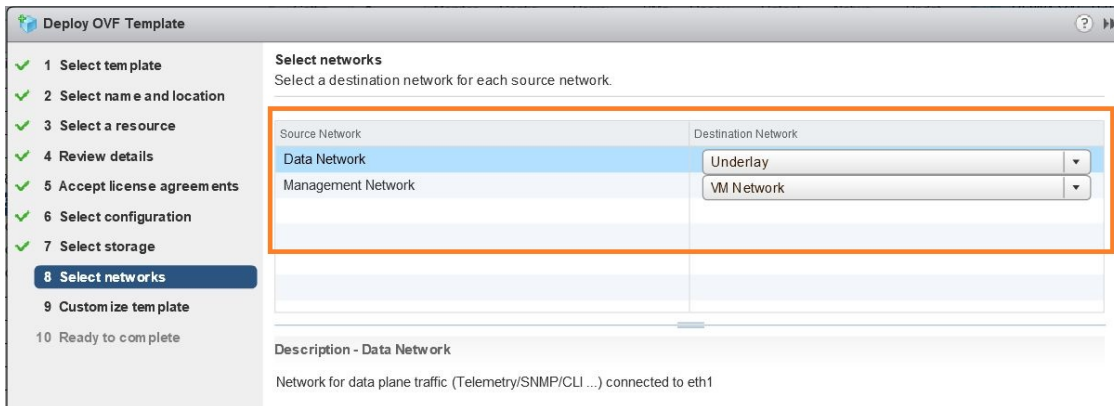 Deploy OVF Template
?
1 Select template
2 Select name and location
3 Select a resource
4 Review details
5 Accept license agreements
6 Select configuration
7 Select storage
8 Select networks
9 Customize template
10 Ready to complete
Select networks
Select a destination network for each source network.
Source Network Destination Network
Data Network Underlay
Management Network VM Network
Description - Data Network
Network for data plane traffic (Telemetry/SNMP/CLI ...) connected to eth1